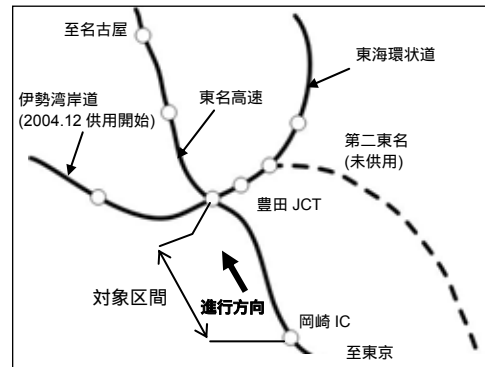 至名古屋
東海環状道
伊勢湾岸道
(2004.12 供用開始)
東名高速
第二東名
(未供用)
豊田 JCT
対象区間
進行方向
岡崎 IC
至東京